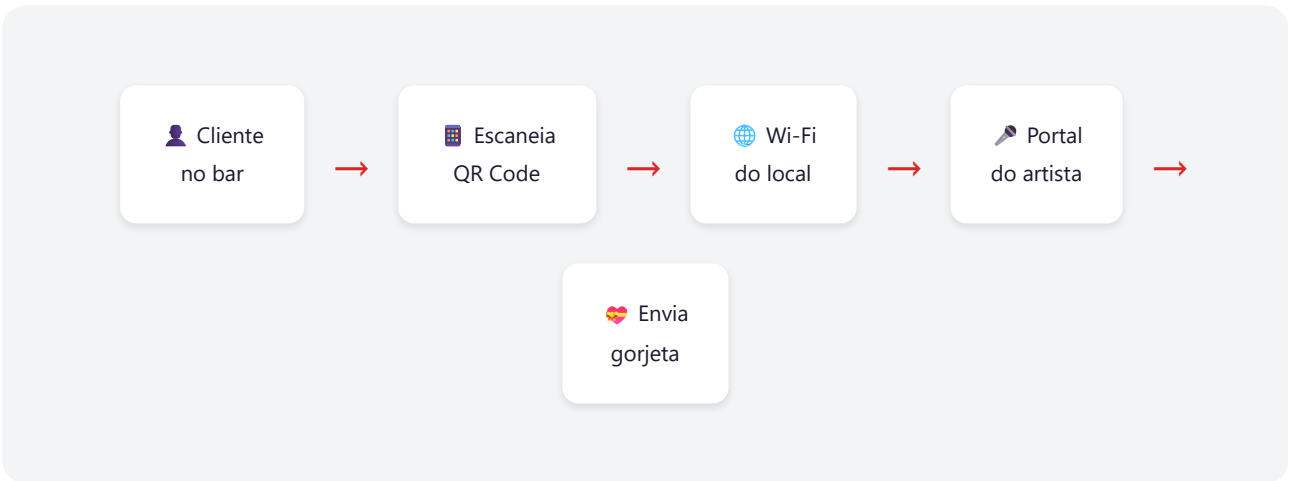 👤 Cliente
no bar
→
📱 Escaneia
QR Code
→
🌐 Wi-Fi
do local
→
🎤 Portal
do artista
→
💝 Envia
gorjeta